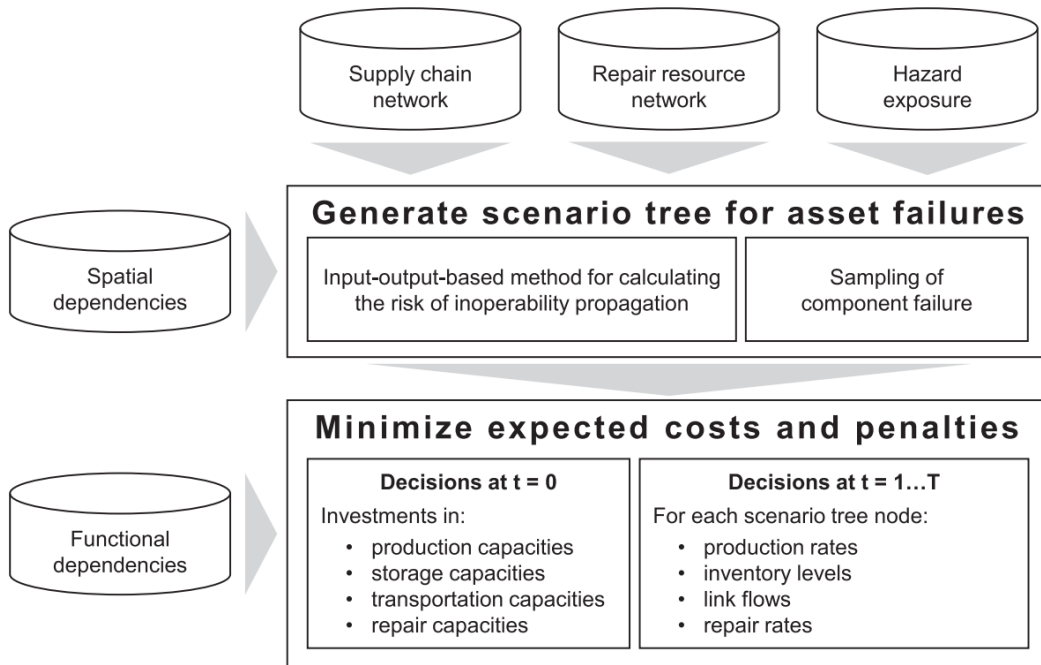 Supply chain
network
Repair resource
network
Hazard
exposure
Spatial
dependencies
Generate scenario tree for asset failures
Input-output-based method for calculating
the risk of inoperability propagation
Sampling of
component failure
Functional
dependencies
Minimize expected costs and penalties
Decisions at t = 0
Investments in:
• production capacities
• storage capacities
• transportation capacities
• repair capacities
Decisions at t = 1...T
For each scenario tree node:
• production rates
• inventory levels
• link flows
• repair rates